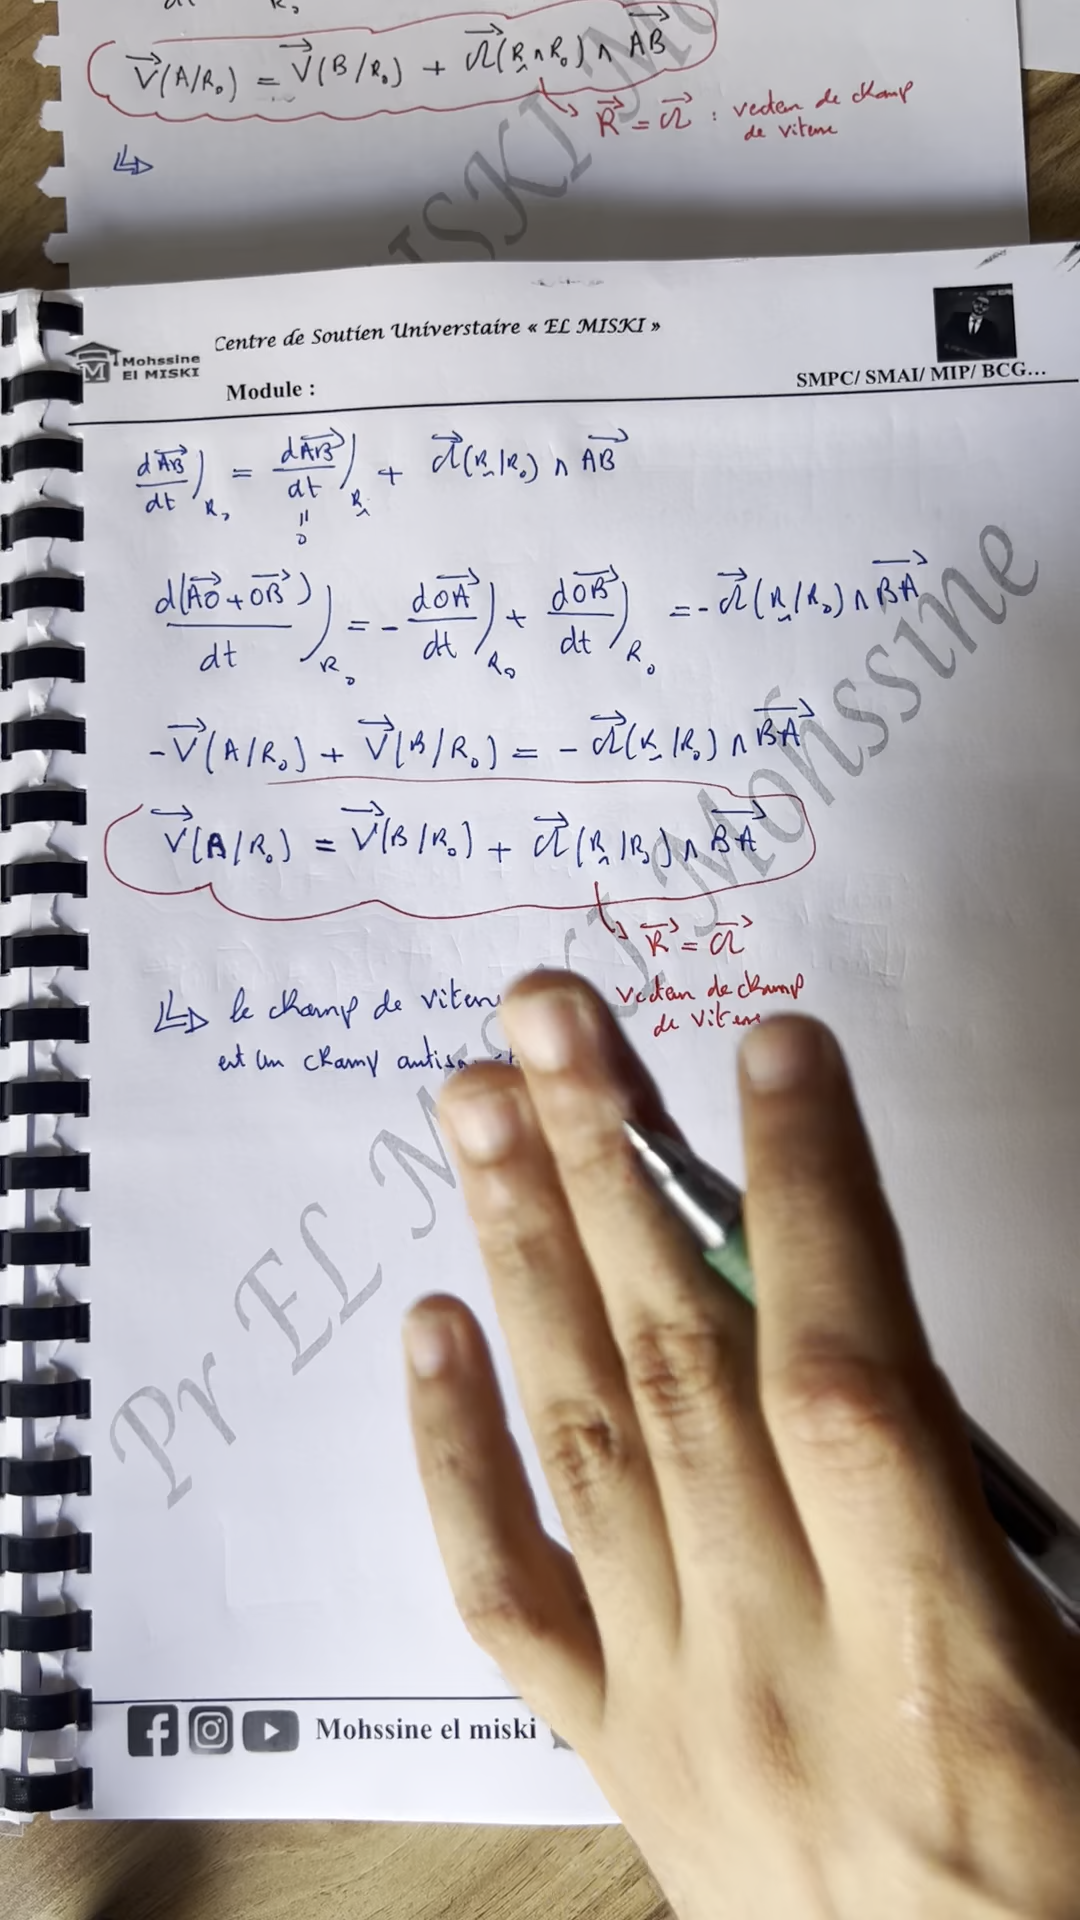 V⃗(A/R₀) = V⃗(B/R₀) + Ω⃗(R₁∧R₀) ∧ AB⃗
R⃗ = Ω⃗ : vecteur de champ
de vitesse
Centre de Soutien Universtaire « EL MISKI »
Mohssine
El MISKI
Module :
SMPC/ SMAI/ MIP/ BCG...
dAB⃗/dt)R₀ = dAB⃗/dt)R₁ + Ω⃗(R₁/R₀) ∧ AB⃗
=0
d(AO⃗+OB⃗)/dt)R₀ = -dOA⃗/dt)R₀ + dOB⃗/dt)R₀ = -Ω⃗(R₁/R₀) ∧ BA⃗
-V⃗(A/R₀) + V⃗(B/R₀) = -Ω⃗(R₁/R₀) ∧ BA⃗
V⃗(A/R₀) = V⃗(B/R₀) + Ω⃗(R₁/R₀) ∧ BA⃗
R⃗ = Ω⃗
vecteur de champ
de vitesse
le champ de vitesse
est un champ
Pr EL MISKI Mohssine
Mohssine el miski